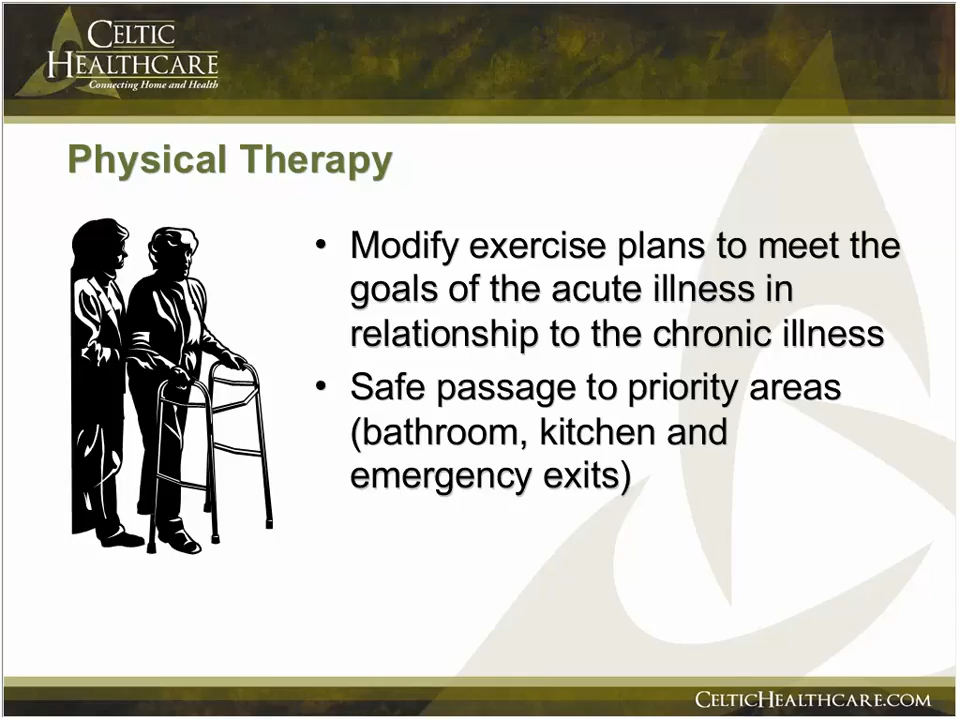 CELTIC
HEALTHCARE
Connecting Home and Health
Physical Therapy
• Modify exercise plans to meet the
goals of the acute illness in
relationship to the chronic illness
• Safe passage to priority areas
(bathroom, kitchen and
emergency exits)
CELTICHEALTHCARE.COM